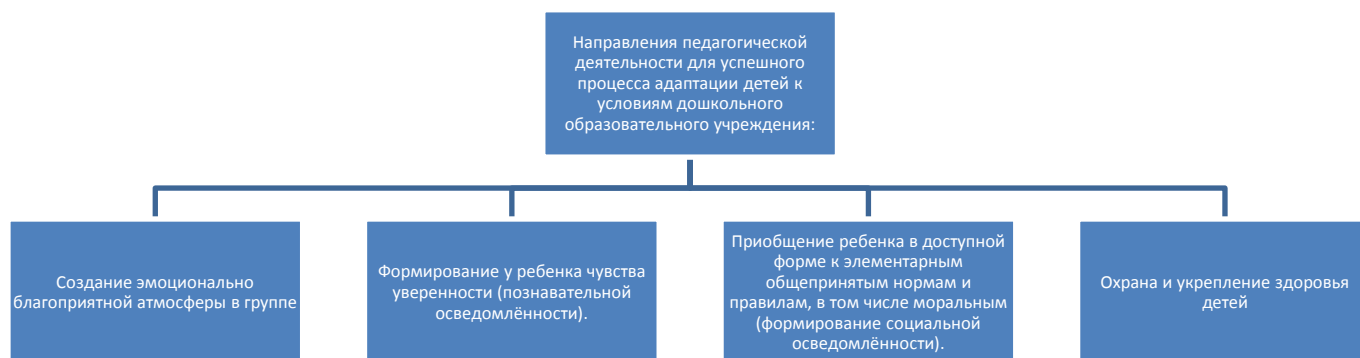 Направления педагогической
деятельности для успешного
процесса адаптации детей к
условиям дошкольного
образовательного учреждения:
Создание эмоционально
благоприятной атмосферы в группе
Формирование у ребенка чувства
уверенности (познавательной
осведомлённости).
Приобщение ребенка в доступной
форме к элементарным
общепринятым нормам и
правилам, в том числе моральным
(формирование социальной
осведомлённости).
Охрана и укрепление здоровья
детей